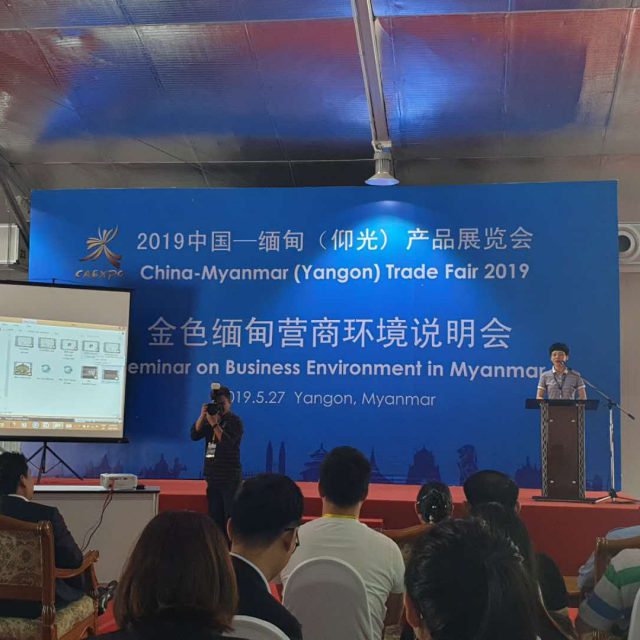 2019中国—缅甸（仰光）产品展览会
CAEXPO
China-Myanmar (Yangon) Trade Fair 2019
金色缅甸营商环境说明会
eminar on Business Environment in Myanmar
019.5.27 Yangon, Myanmar